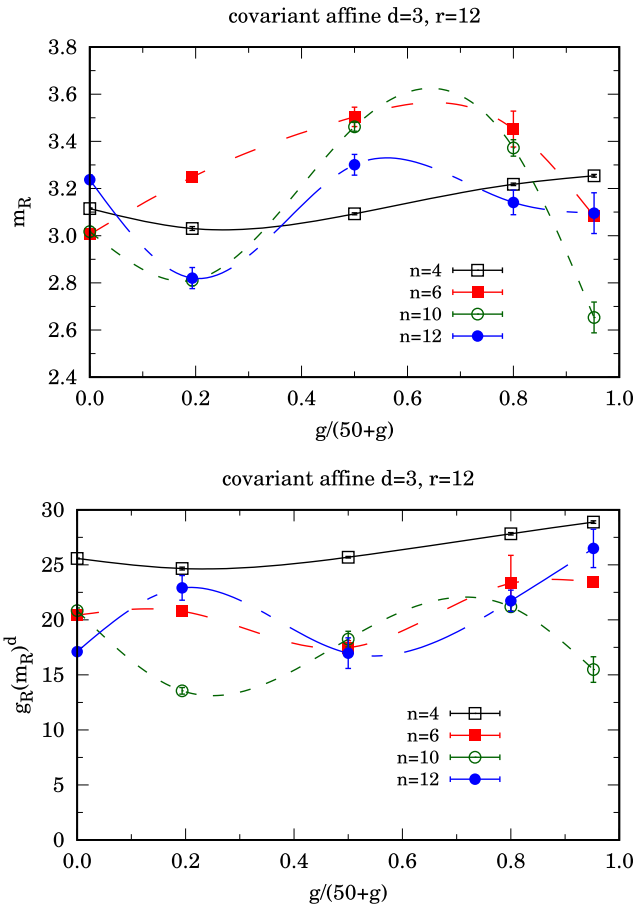 covariant affine d=3, r=12
3.8
3.6
3.4
3.2
3.0
2.8
2.6
2.4
m_R
n=4
n=6
n=10
n=12
0.0 0.2 0.4 0.6 0.8 1.0
g/(50+g)
covariant affine d=3, r=12
30
25
20
15
10
5
0
g_R(m_R)^d
n=4
n=6
n=10
n=12
0.0 0.2 0.4 0.6 0.8 1.0
g/(50+g)